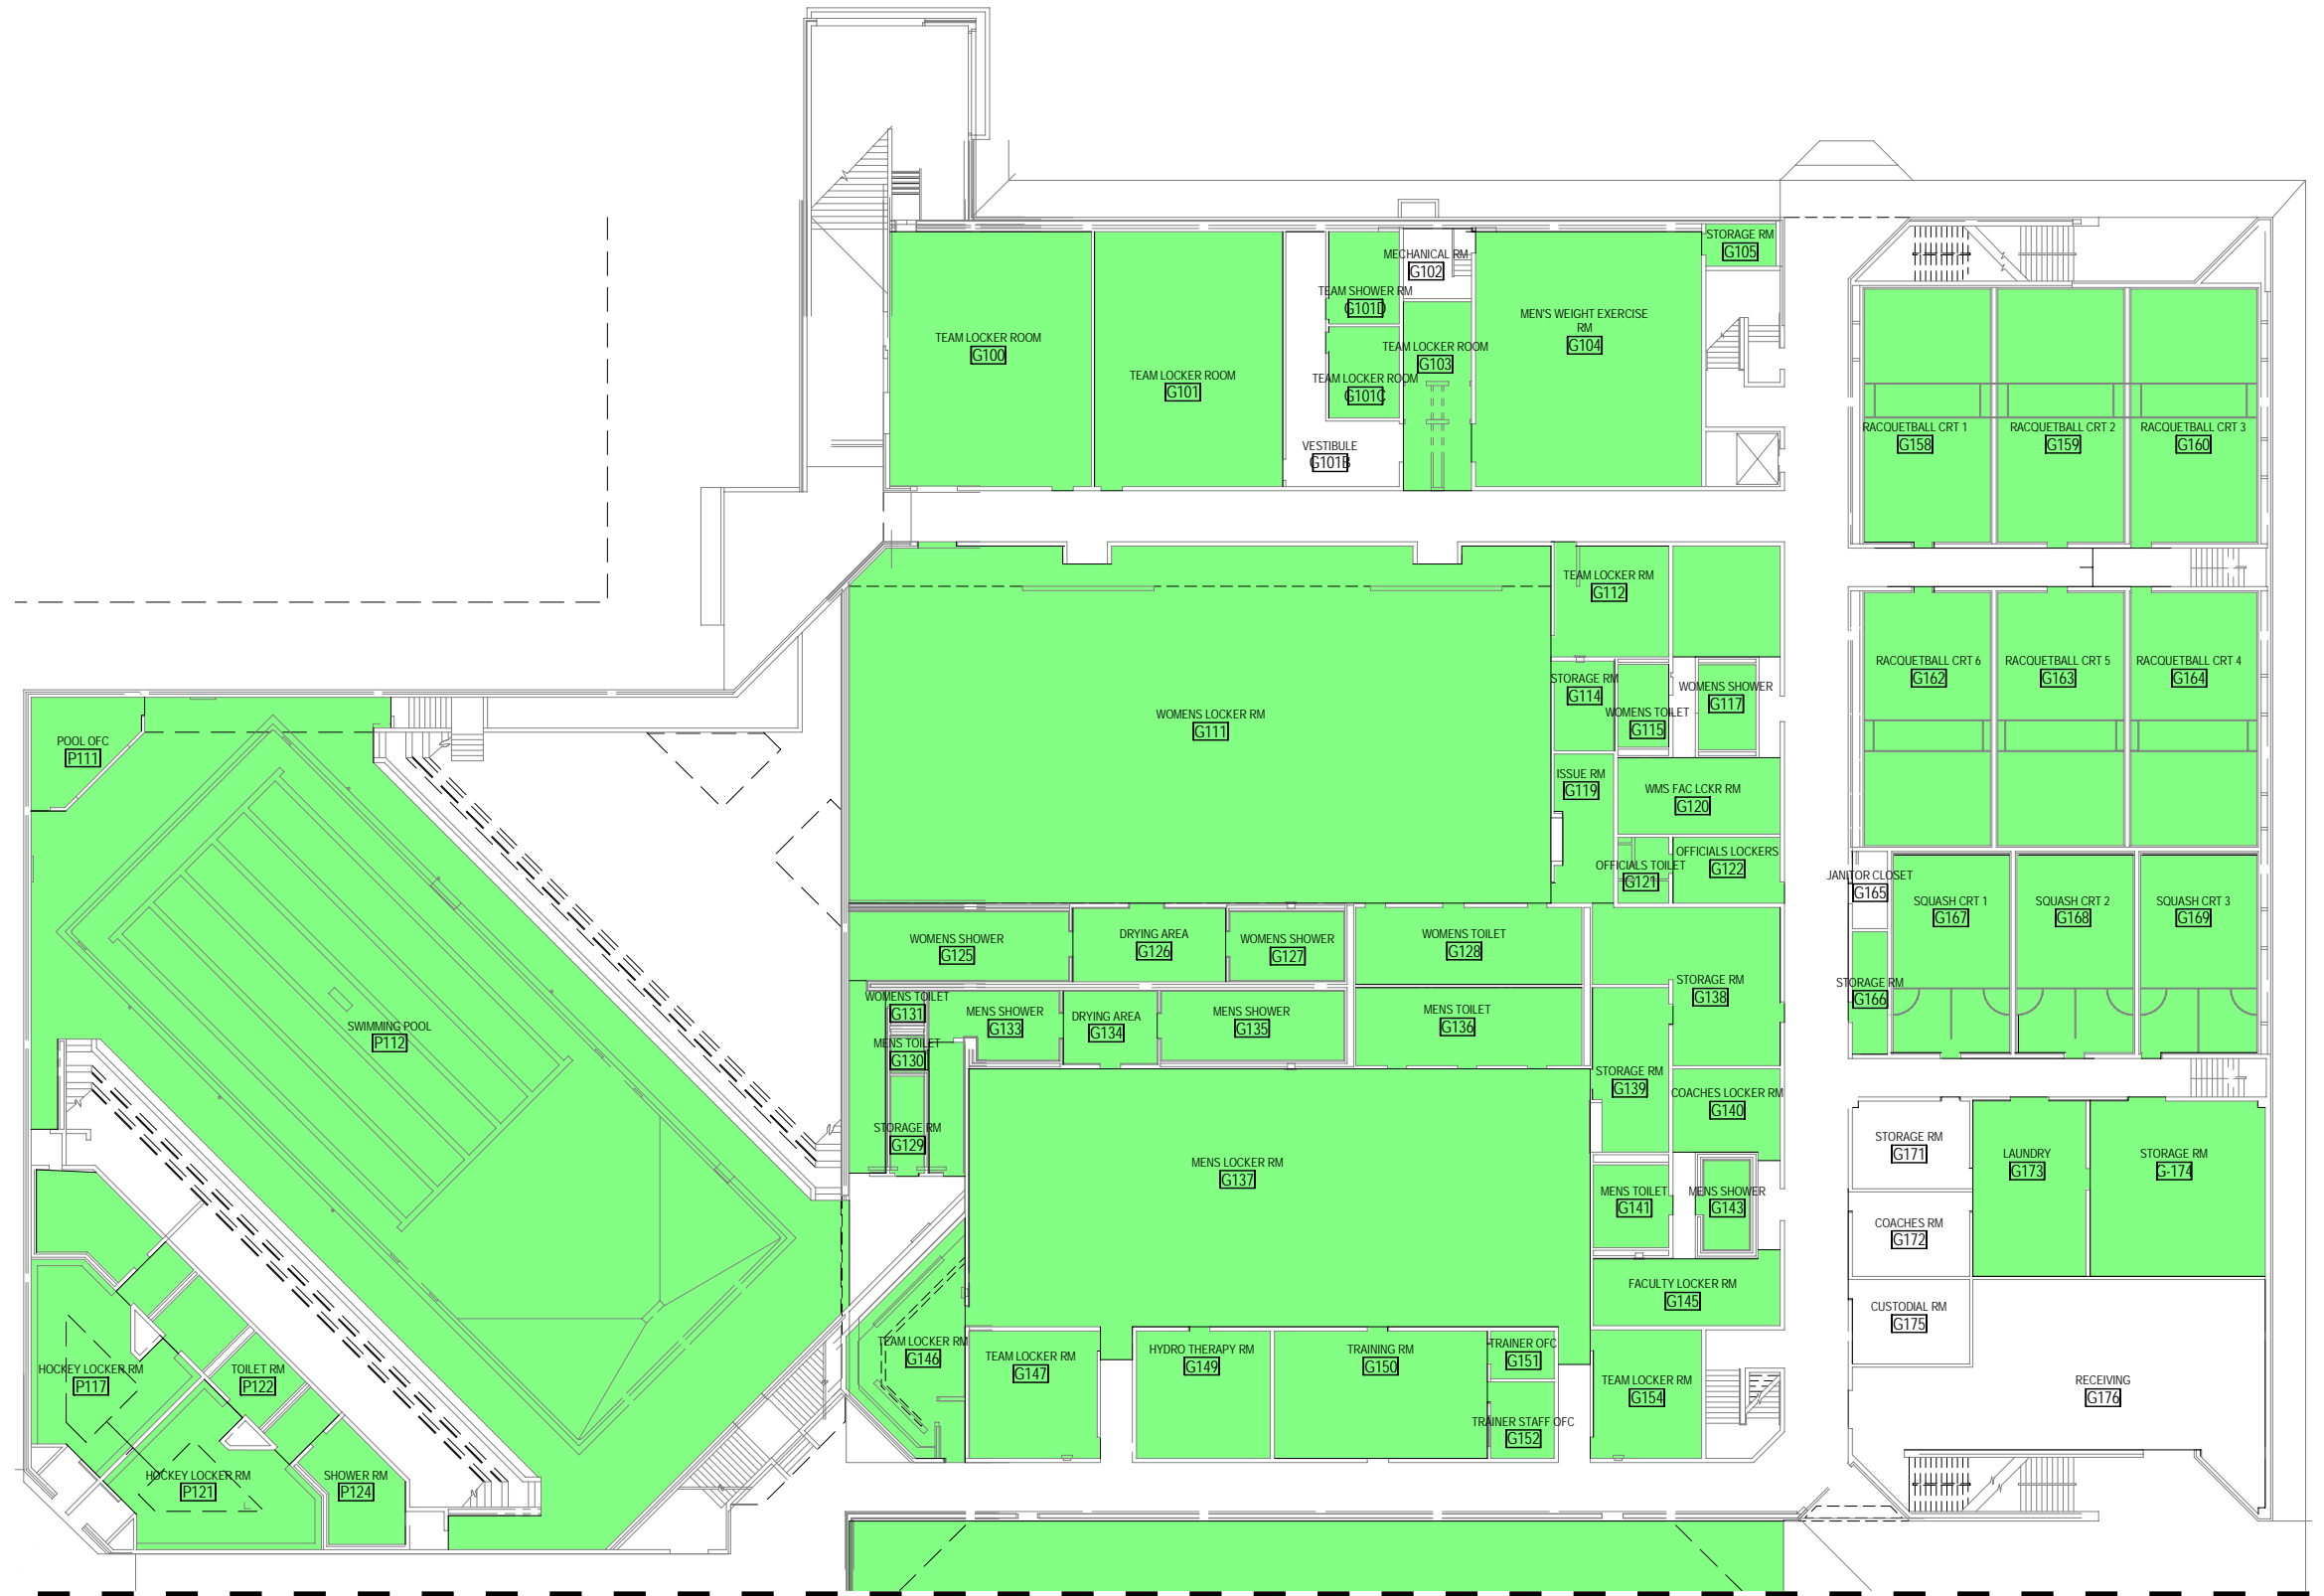 STORAGE RM
G105
MECHANICAL RM
G102
TEAM SHOWER RM
G101D
MEN'S WEIGHT EXERCISE
RM
G104
TEAM LOCKER ROOM
G100
TEAM LOCKER ROOM
G103
TEAM LOCKER ROOM
G101
TEAM LOCKER ROOM
G101C
VESTIBULE
G101B
RACQUETBALL CRT 1
G158
RACQUETBALL CRT 2
G159
RACQUETBALL CRT 3
G160
TEAM LOCKER RM
G112
RACQUETBALL CRT 6
G162
RACQUETBALL CRT 5
G163
RACQUETBALL CRT 4
G164
STORAGE RM
G114
WOMENS SHOWER
G117
WOMENS TOILET
G115
WOMENS LOCKER RM
G111
POOL OFC
P111
ISSUE RM
G119
WMS FAC LCKR RM
G120
OFFICIALS LOCKERS
G122
OFFICIALS TOILET
G121
JANITOR CLOSET
G165
SQUASH CRT 1
G167
SQUASH CRT 2
G168
SQUASH CRT 3
G169
WOMENS SHOWER
G125
DRYING AREA
G126
WOMENS SHOWER
G127
WOMENS TOILET
G128
STORAGE RM
G138
STORAGE RM
G166
WOMENS TOILET
G131
MENS SHOWER
G133
DRYING AREA
G134
MENS SHOWER
G135
MENS TOILET
G136
SWIMMING POOL
P112
MENS TOILET
G130
STORAGE RM
G139
COACHES LOCKER RM
G140
STORAGE RM
G129
STORAGE RM
G171
LAUNDRY
G173
STORAGE RM
G-174
MENS LOCKER RM
G137
MENS TOILET
G141
MENS SHOWER
G143
COACHES RM
G172
FACULTY LOCKER RM
G145
CUSTODIAL RM
G175
TEAM LOCKER RM
G146
TEAM LOCKER RM
G147
HYDRO THERAPY RM
G149
TRAINING RM
G150
TRAINER OFC
G151
HOCKEY LOCKER RM
P117
TOILET RM
P122
TEAM LOCKER RM
G154
RECEIVING
G176
TRAINER STAFF OFC
G152
HOCKEY LOCKER RM
P121
SHOWER RM
P124